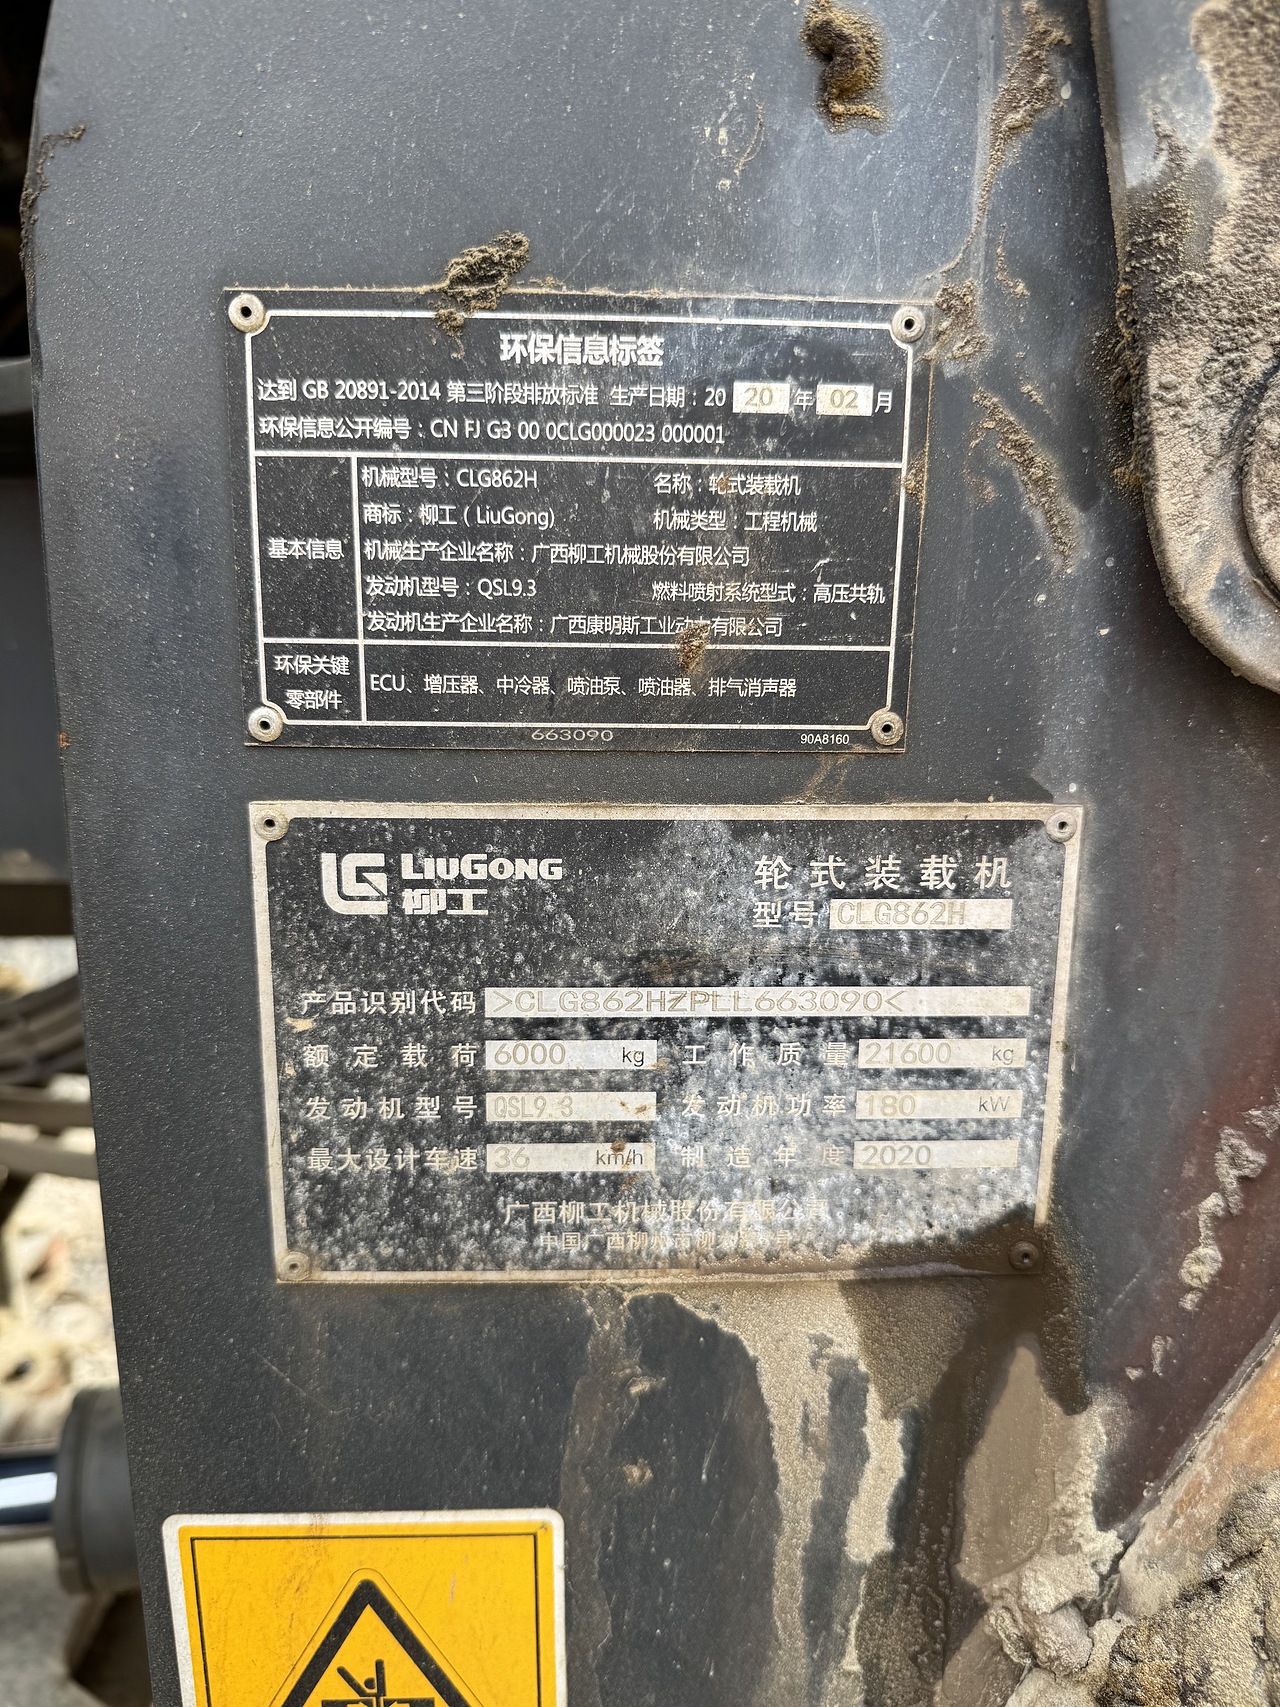 环保信息标签
达到 GB 20891-2014 第三阶段排放标准 生产日期：20 20 年 02 月
环保信息公开编号：CN FJ G3 00 0CLG000023 000001
基本信息
机械型号：CLG862H 名称：轮式装载机
商标：柳工（LiuGong） 机械类型：工程机械
机械生产企业名称：广西柳工机械股份有限公司
发动机型号：QSL9.3 燃料喷射系统型式：高压共轨
发动机生产企业名称：广西康明斯工业动力有限公司
环保关键
零部件
ECU、增压器、中冷器、喷油泵、喷油器、排气消声器
663090 90A8160
LG LIUGONG
柳工
轮式装载机
型号 CLG862H
产品识别代码 >CLG862HZPLL663090<
额定载荷 6000 kg 工作质量 21600 kg
发动机型号 QSL9.3 发动机功率 180 kW
最大设计车速 36 km/h 制造年度 2020
广西柳工机械股份有限公司
中国广西柳州市柳